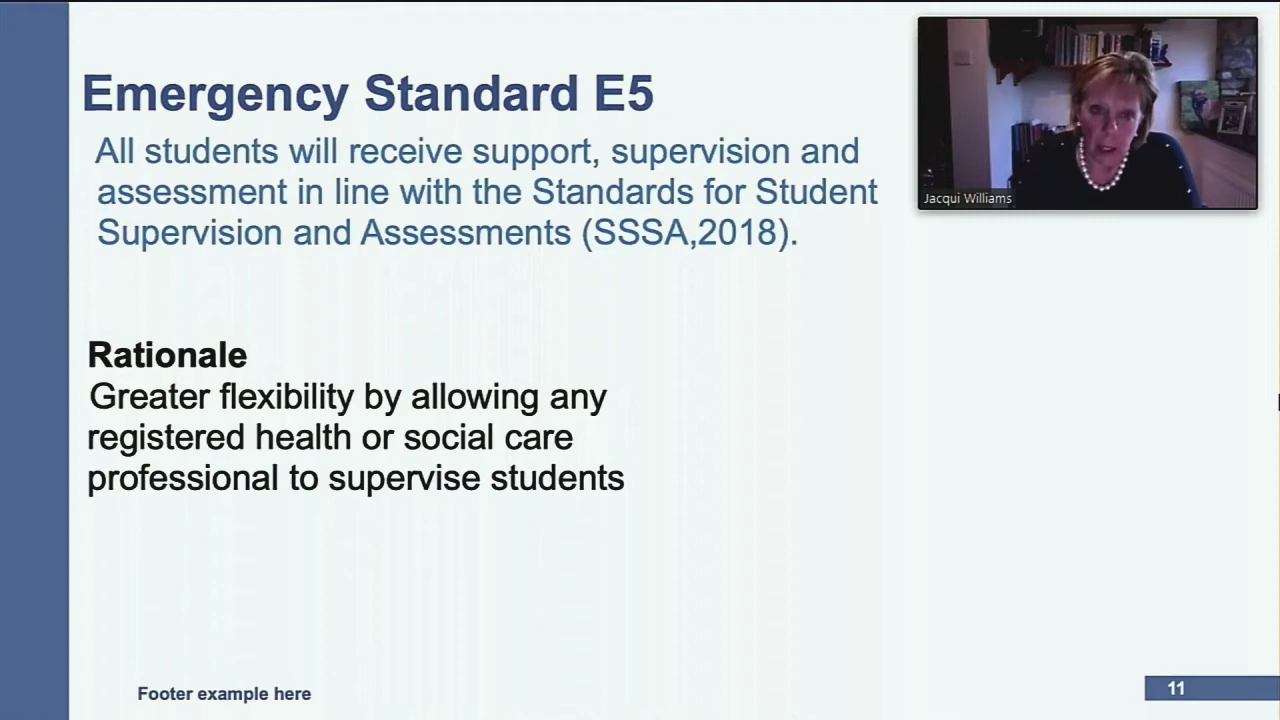 Emergency Standard E5
All students will receive support, supervision and
assessment in line with the Standards for Student
Supervision and Assessments (SSSA,2018).
Jacqui Williams
Rationale
Greater flexibility by allowing any
registered health or social care
professional to supervise students
Footer example here
11